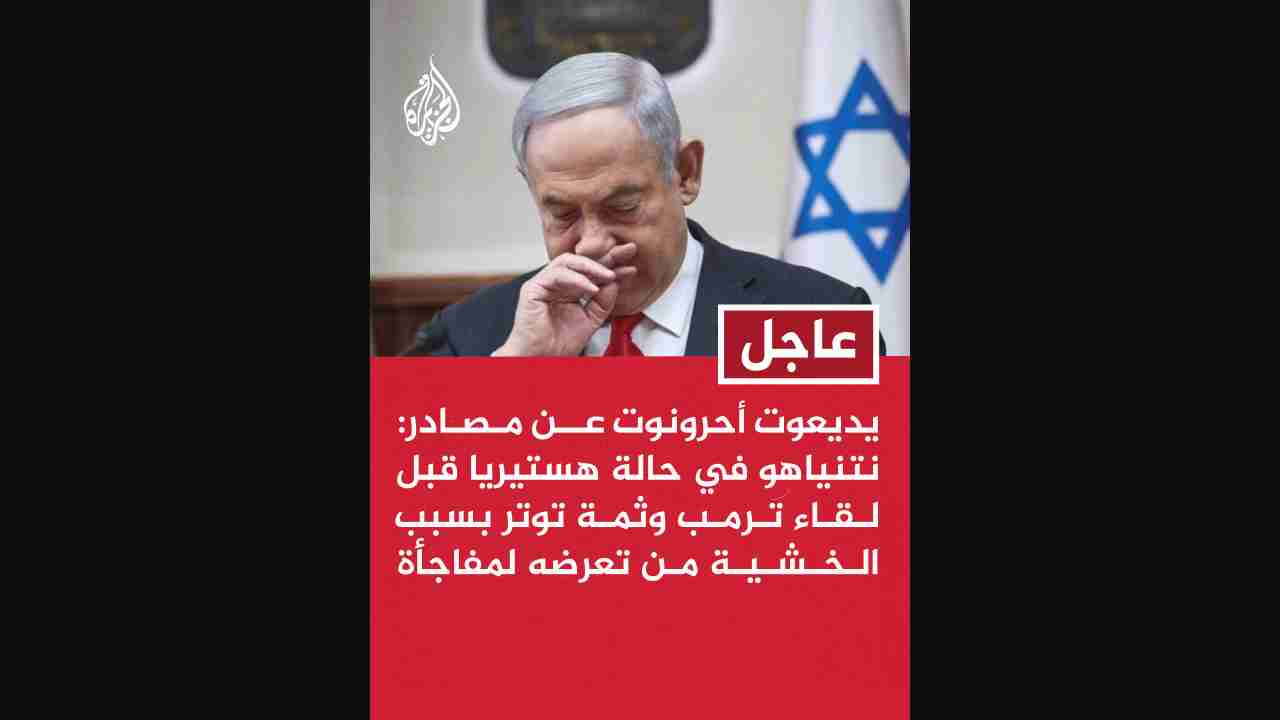 الجزيرة
عاجل
يديعوت أحرونوت عن مصادر:
نتنياهو في حالة هستيريا قبل
لقاء ترمب وثمة توتر بسبب
الخشية من تعرضه لمفاجأة